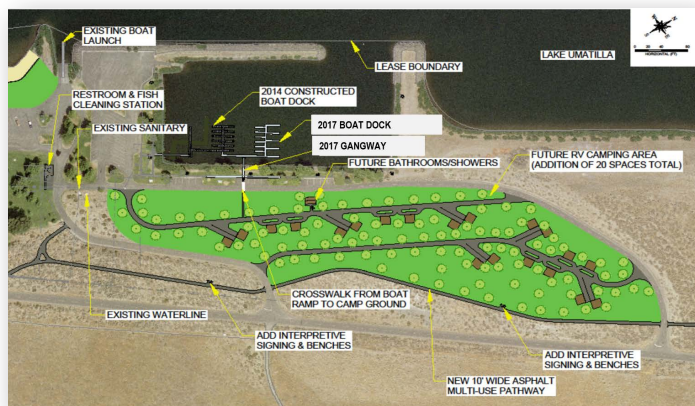 EXISTING BOAT
LAUNCH
LAKE UMATILLA
HORIZONTAL (FT)
LEASE BOUNDARY
RESTROOM & FISH
CLEANING STATION
2014 CONSTRUCTED
BOAT DOCK
EXISTING SANITARY
2017 BOAT DOCK
2017 GANGWAY
FUTURE BATHROOMS/SHOWERS
FUTURE RV CAMPING AREA
(ADDITION OF 20 SPACES TOTAL)
CROSSWALK FROM BOAT
RAMP TO CAMP GROUND
EXISTING WATERLINE
ADD INTERPRETIVE
SIGNING & BENCHES
ADD INTERPRETIVE
SIGNING & BENCHES
NEW 10' WIDE ASPHALT
MULTI-USE PATHWAY